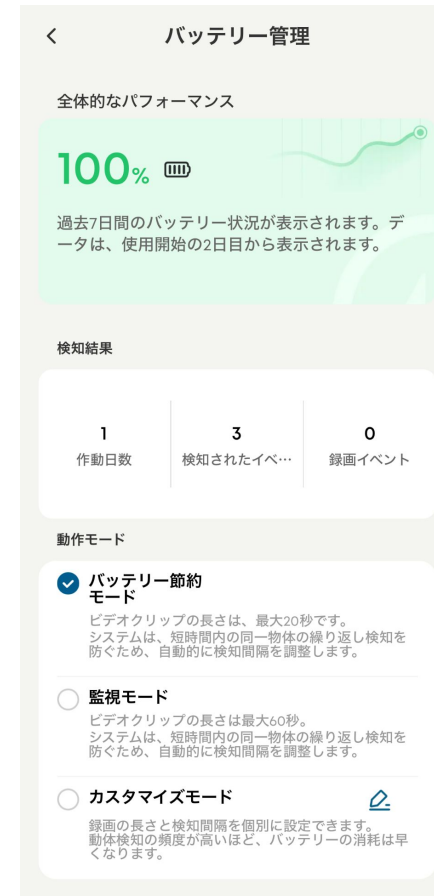 バッテリー管理
全体的なパフォーマンス
100%
過去7日間のバッテリー状況が表示されます。デ
ータは、使用開始の2日目から表示されます。
検知結果
1 3 0
作動日数 検知されたイベ… 録画イベント
動作モード
バッテリー節約
モード
ビデオクリップの長さは、最大20秒です。
システムは、短時間内の同一物体の繰り返し検知を
防ぐため、自動的に検知間隔を調整します。
監視モード
ビデオクリップの長さは最大60秒。
システムは、短時間内の同一物体の繰り返し検知を
防ぐため、自動的に検知間隔を調整します。
カスタマイズモード
録画の長さと検知間隔を個別に設定できます。
動体検知の頻度が高いほど、バッテリーの消耗は早
くなります。